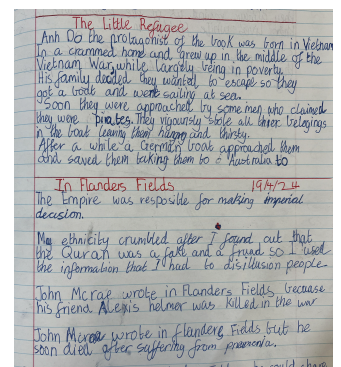 The Little Refugee
Anh Do the protagonist of the book was born in Vietnam
In a crammed home and grew up in the middle of the
Vietnam War while largely being in poverty.
His family decided they wanted to escape so they
got a boat and went sailing at sea.
Soon they were approached by some men who claimed
they were pirates. They vigorously stole all their belogings
in the boat leaving them hungry and thirsty.
After a while a German boat approached them
and saved them taking them to Australia to
In Flanders Fields 19/4/24
The Empire was resposible for making imperial
decision.
My ethnicity crumbled after I found out that
the Quran was a fake and a fraud so I used
the information that I had to disillusion people.
John Mcrae wrote in Flanders Fields because
his friend Alexis helmer was killed in the war
John Mcrae wrote in flanders Fields but he
soon died after suffering from
could share